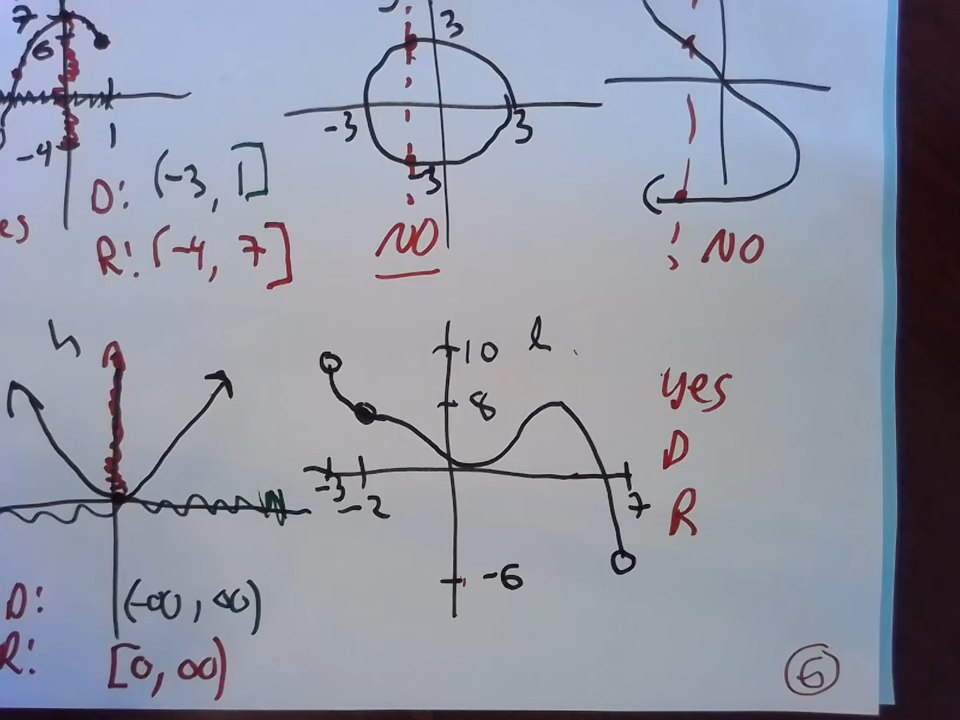 7
6
-4
1
D: (-3, 1]
R: (-4, 7]
3
-3
3
-3
NO
NO
h
D: (-∞, ∞)
R: [0, ∞)
10
8
-3
-2
7
-6
yes
D
R
6